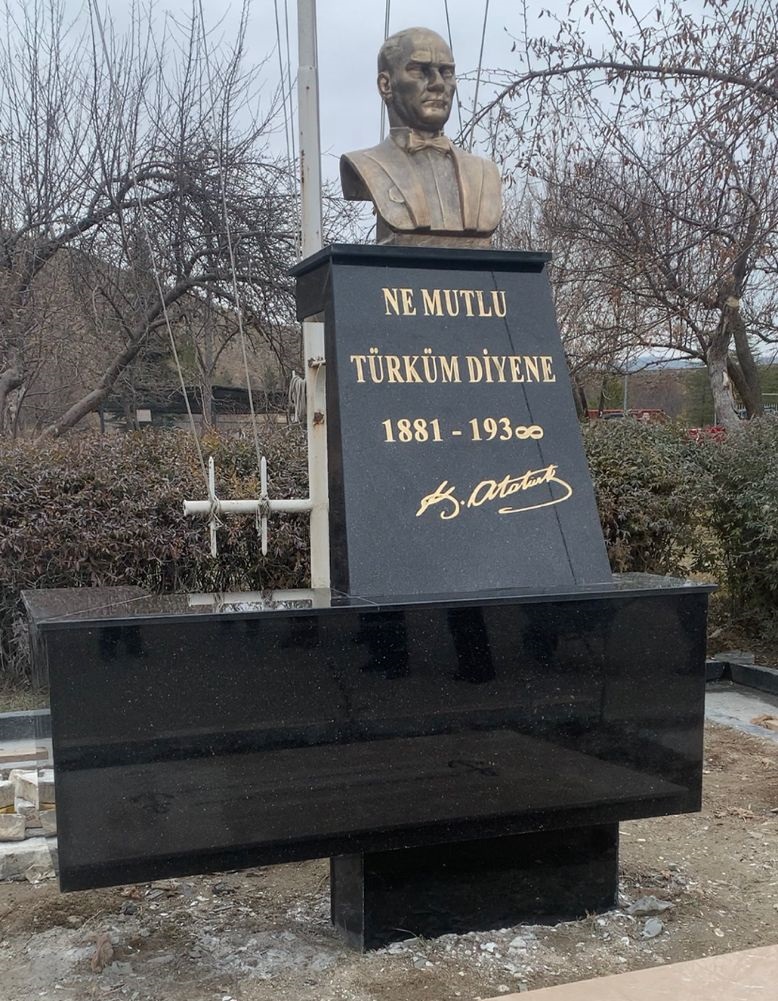 NE MUTLU
TÜRKÜM DİYENE
1881 - 193∞
K. Atatürk